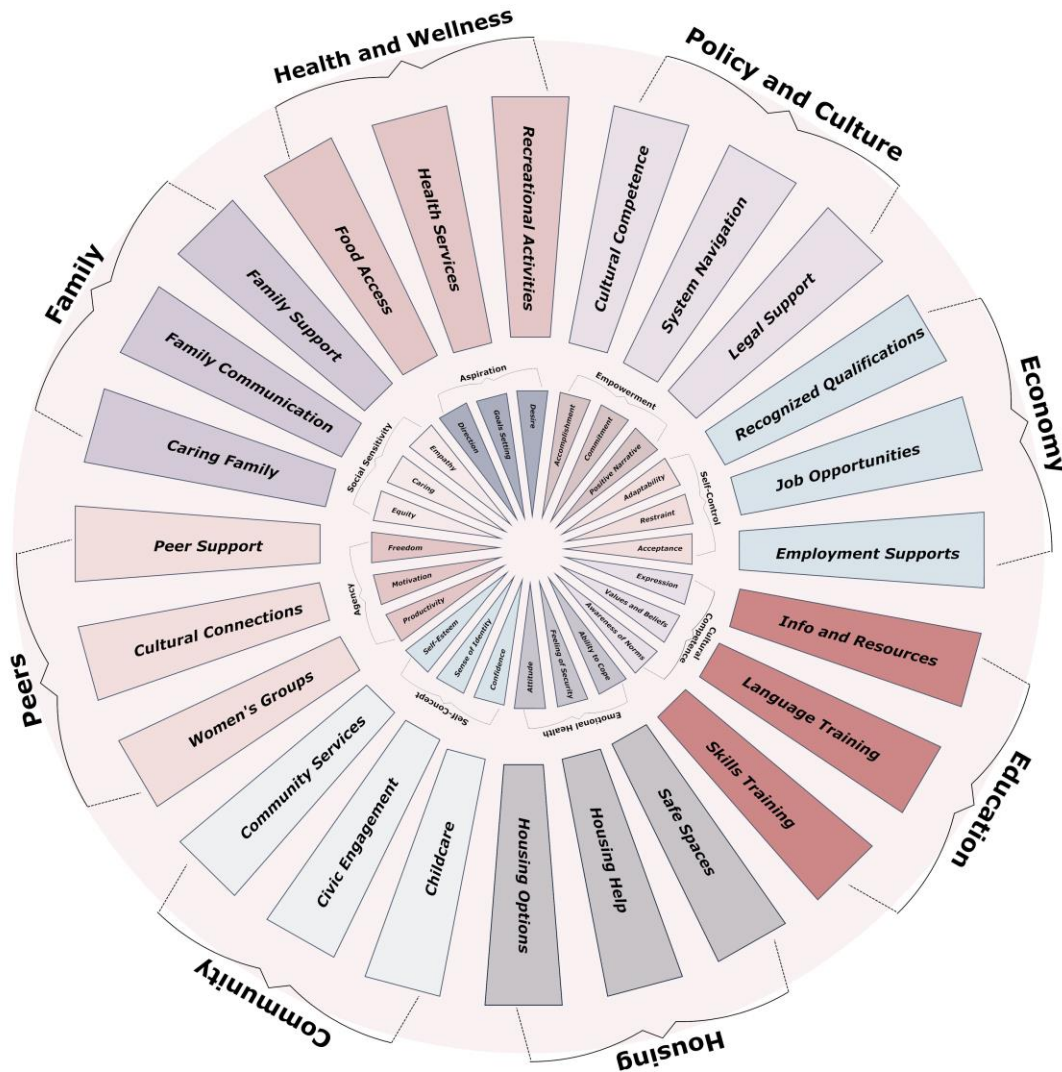 Health and Wellness
Food Access
Health Services
Recreational Activities
Policy and Culture
Cultural Competence
System Navigation
Legal Support
Economy
Recognized Qualifications
Job Opportunities
Employment Supports
Education
Info and Resources
Language Training
Skills Training
Housing
Safe Spaces
Housing Help
Housing Options
Community
Childcare
Civic Engagement
Community Services
Peers
Women's Groups
Cultural Connections
Peer Support
Family
Caring Family
Family Communication
Family Support
Aspiration
Direction
Goals Setting
Desire
Empowerment
Accomplishment
Commitment
Positive Narrative
Self-Control
Adaptability
Restraint
Acceptance
Cultural
Competence
Expression
Values and Beliefs
Awareness of Norms
Emotional Health
Ability to Cope
Feeling of Security
Attitude
Self-Concept
Confidence
Sense of Identity
Self-Esteem
Agency
Productivity
Motivation
Freedom
Social Sensitivity
Equity
Caring
Empathy